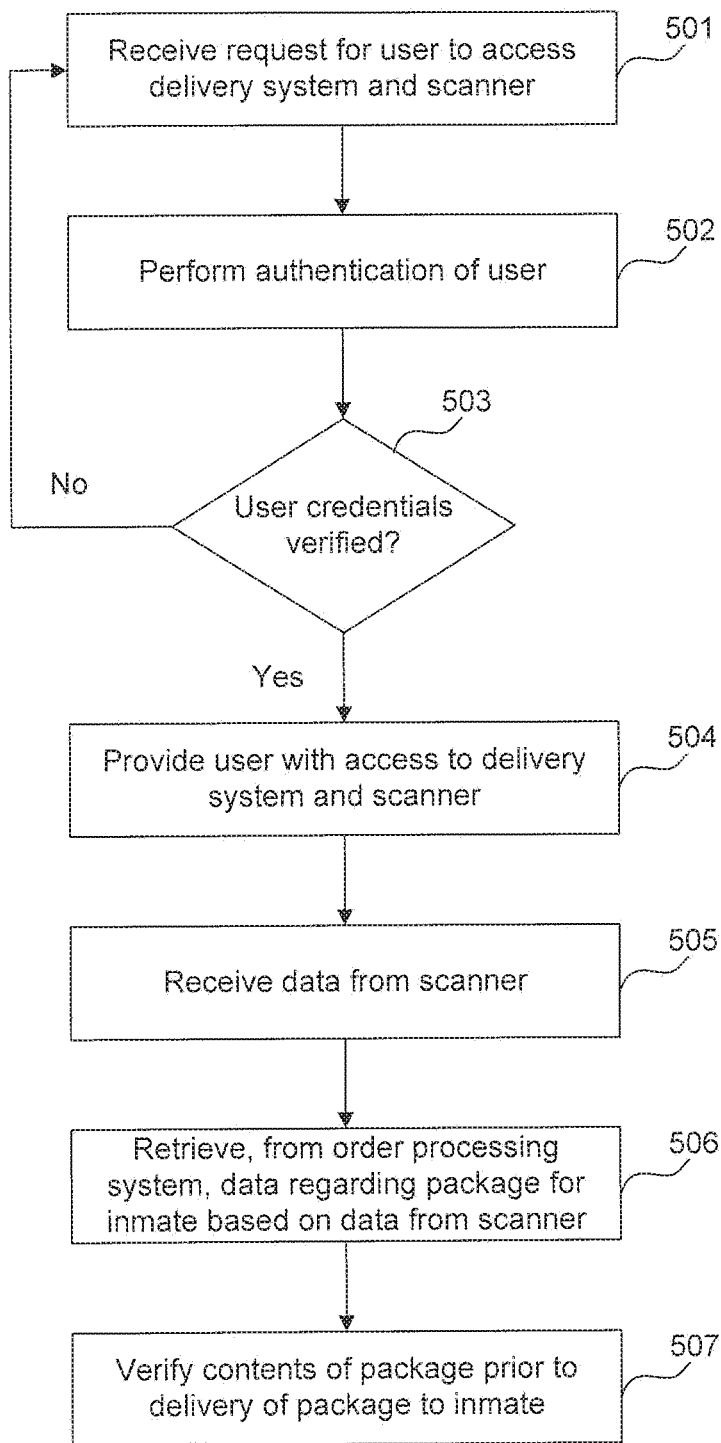 Receive request for user to access
delivery system and scanner
501
Perform authentication of user
502
503
User credentials
verified?
No
Yes
Provide user with access to delivery
system and scanner
504
Receive data from scanner
505
Retrieve, from order processing
system, data regarding package for
inmate based on data from scanner
506
Verify contents of package prior to
delivery of package to inmate
507